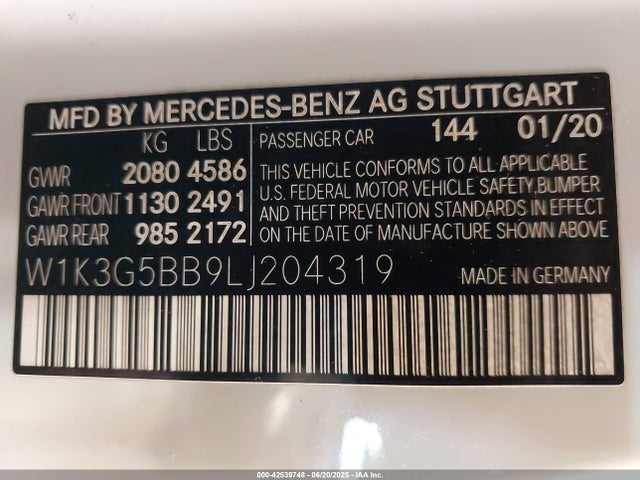 MFD BY MERCEDES-BENZ AG STUTTGART
KG LBS
GVWR 2080 4586
GAWR FRONT 1130 2491
GAWR REAR 985 2172
PASSENGER CAR 144 01/20
THIS VEHICLE CONFORMS TO ALL APPLICABLE
U.S. FEDERAL MOTOR VEHICLE SAFETY,BUMPER
AND THEFT PREVENTION STANDARDS IN EFFECT
ON THE DATE OF MANUFACTURE SHOWN ABOVE
W1K3G5BB9LJ204319 MADE IN GERMANY
000-42539748 - 06/20/2025 - IAA Inc.